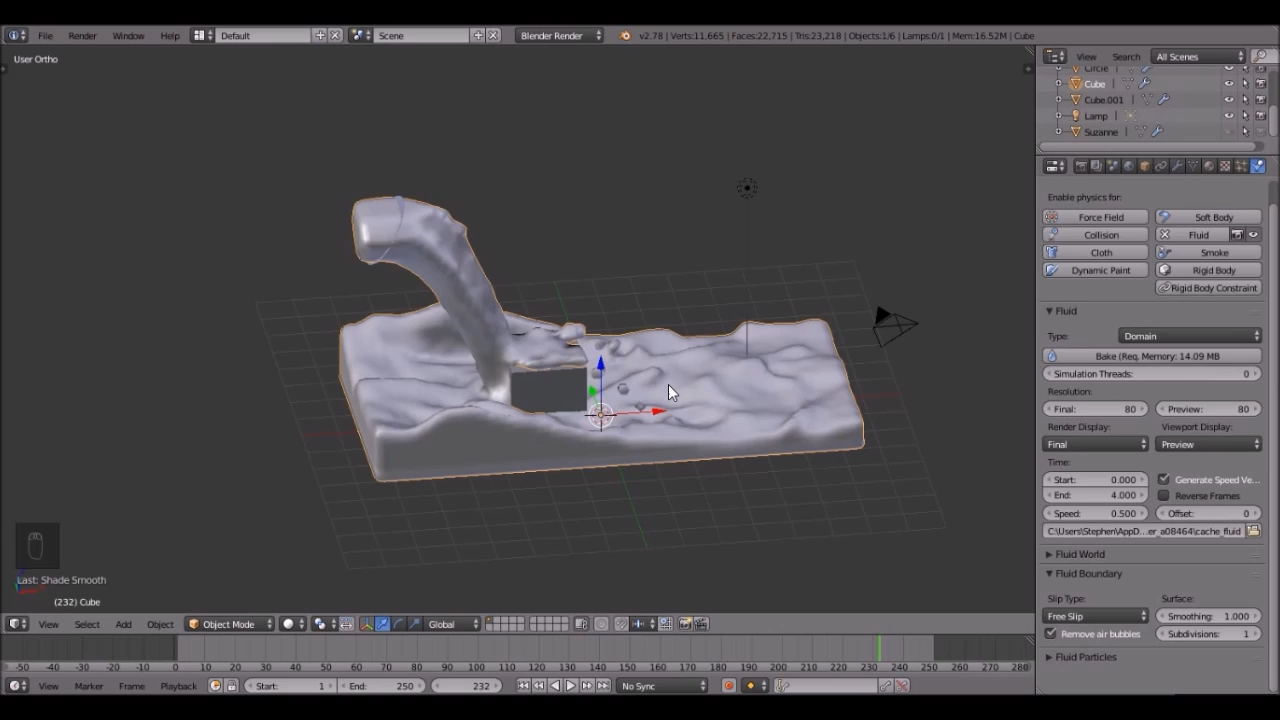 File Render Window Help Default Scene Blender Render v2.78 | Verts:11,665 | Faces:22,715 | Tris:23,218 | Objects:1/6 | Lamps:0/1 | Mem:16.52M | Cube
User Ortho
View Search All Scenes
Circle
Cube
Cube.001
Lamp
Suzanne
Enable physics for:
Force Field Soft Body
Collision Fluid
Cloth Smoke
Dynamic Paint Rigid Body
Rigid Body Constraint
Fluid
Type: Domain
Bake (Req. Memory: 14.09 MB
Simulation Threads: 0
Resolution:
Final: 80 Preview: 80
Render Display: Viewport Display:
Final Preview
Time:
Start: 0.000 Generate Speed Ve...
End: 4.000 Reverse Frames
Speed: 0.500 Offset: 0
C:\Users\Stephen\AppD...er_a08464\cache_fluid
Fluid World
Fluid Boundary
Slip Type: Surface:
Free Slip Smoothing: 1.000
Remove air bubbles Subdivisions: 1
Fluid Particles
Last: Shade Smooth
(232) Cube
View Select Add Object Object Mode Global
-50 -40 -30 -20 -10 0 10 20 30 40 50 60 70 80 90 100 110 120 130 140 150 160 170 180 190 200 210 220 230 240 250 260 270 280
View Marker Frame Playback Start: 1 End: 250 232 No Sync